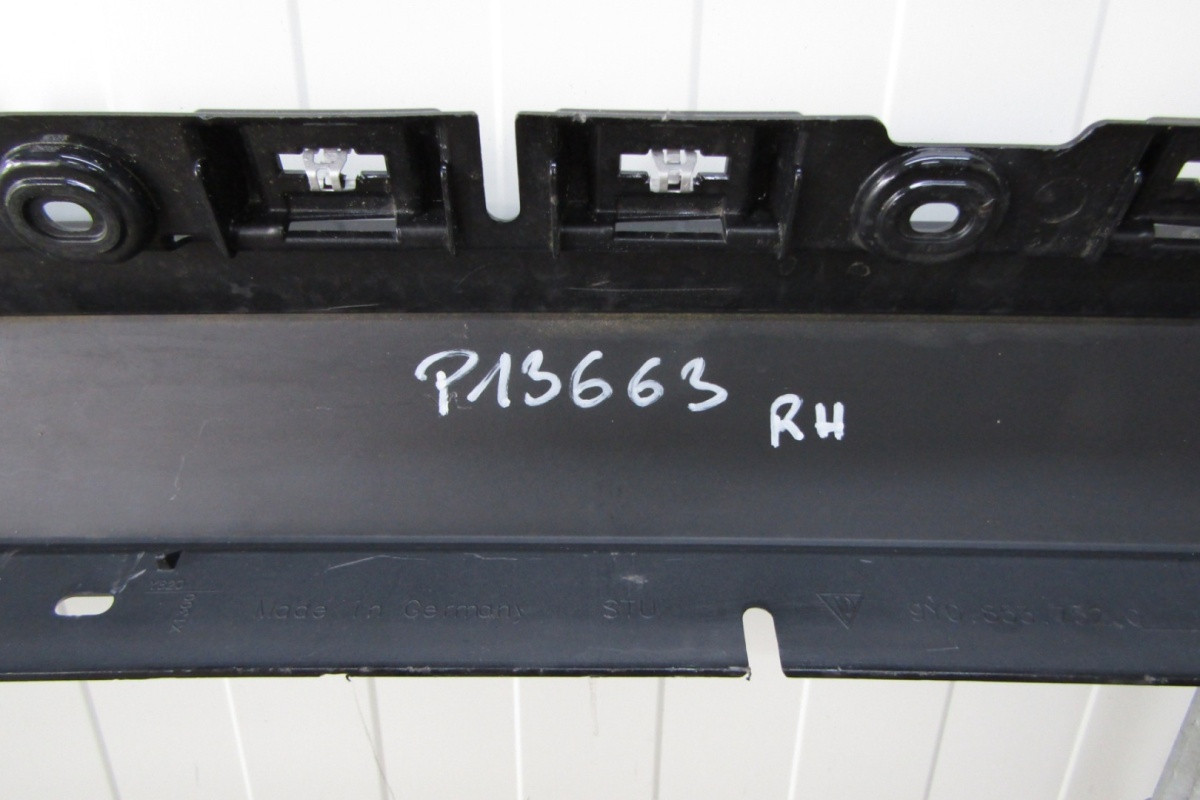 P13663
RH
Made in Germany STU